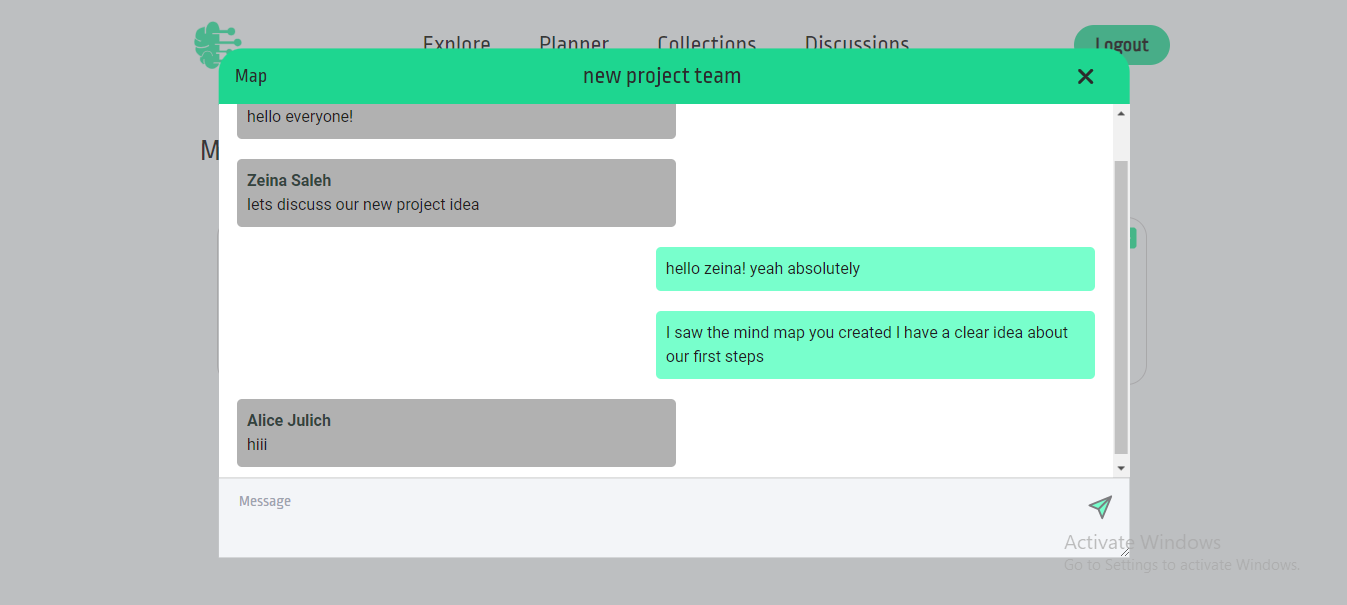 Explore Planner Collections Discussions Logout
Map new project team
hello everyone!
M
Zeina Saleh
lets discuss our new project idea
hello zeina! yeah absolutely
I saw the mind map you created I have a clear idea about
our first steps
Alice Julich
hiii
Message
Activate Windows
Go to Settings to activate Windows.